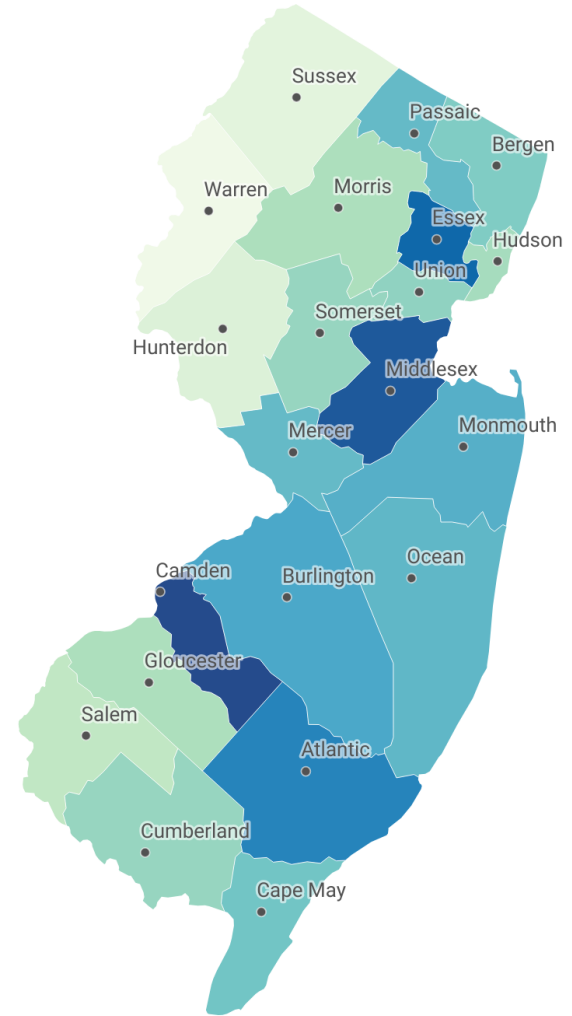 Sussex
Passaic
Bergen
Warren
Morris
Essex
Hudson
Union
Somerset
Hunterdon
Middlesex
Mercer
Monmouth
Ocean
Camden
Burlington
Gloucester
Salem
Atlantic
Cumberland
Cape May